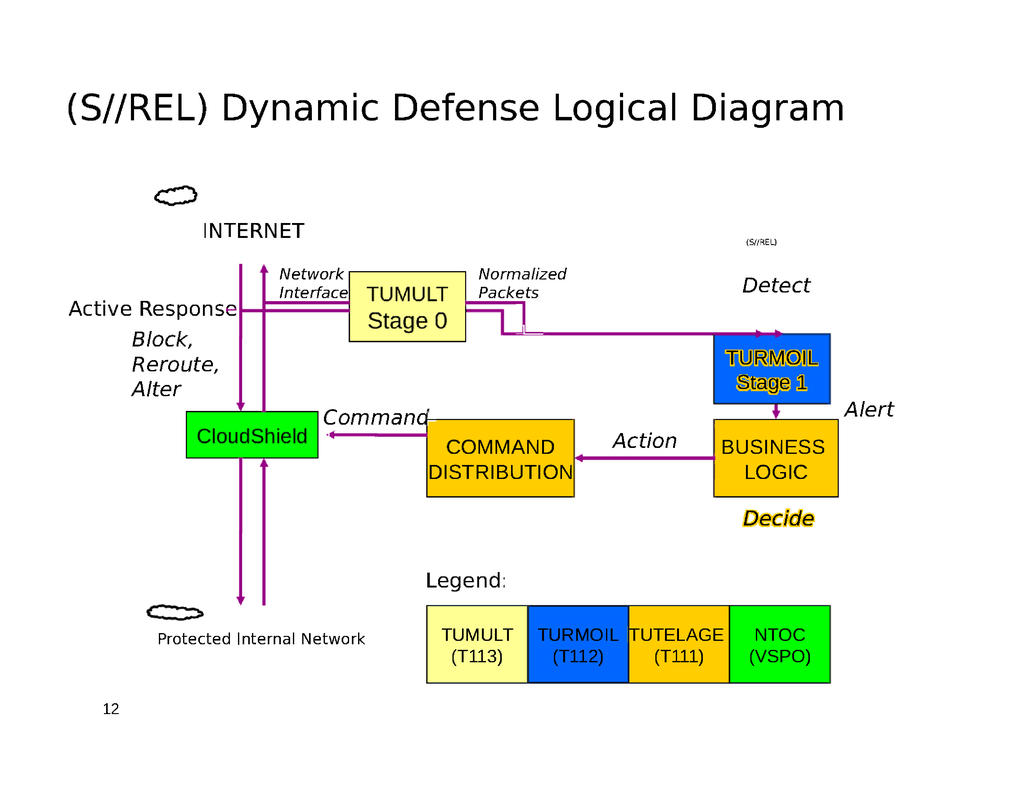 (S//REL) Dynamic Defense Logical Diagram
INTERNET
(S//REL)
Network
Interface
TUMULT
Stage 0
Normalized
Packets
Detect
Active Response
Block,
Reroute,
Alter
TURMOIL
Stage 1
Alert
CloudShield
Command
COMMAND
DISTRIBUTION
Action
BUSINESS
LOGIC
Decide
Legend:
TUMULT
(T113)
TURMOIL
(T112)
TUTELAGE
(T111)
NTOC
(VSPO)
Protected Internal Network
12